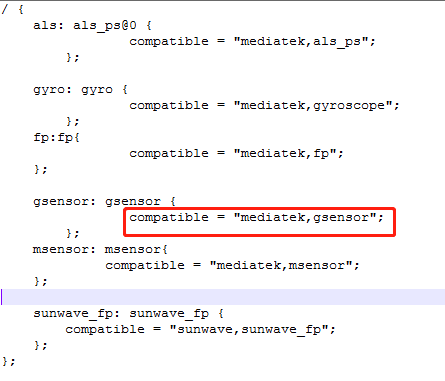 / {
    als: als_ps@0 {
                compatible = "mediatek,als_ps";
        };
    gyro: gyro {
                compatible = "mediatek,gyroscope";
        };
    fp:fp{
                compatible = "mediatek,fp";
    };
    gsensor: gsensor {
                compatible = "mediatek,gsensor";
        };
    msensor: msensor{
             compatible = "mediatek,msensor";
    };
    sunwave_fp: sunwave_fp {
        compatible = "sunwave,sunwave_fp";
    };
};